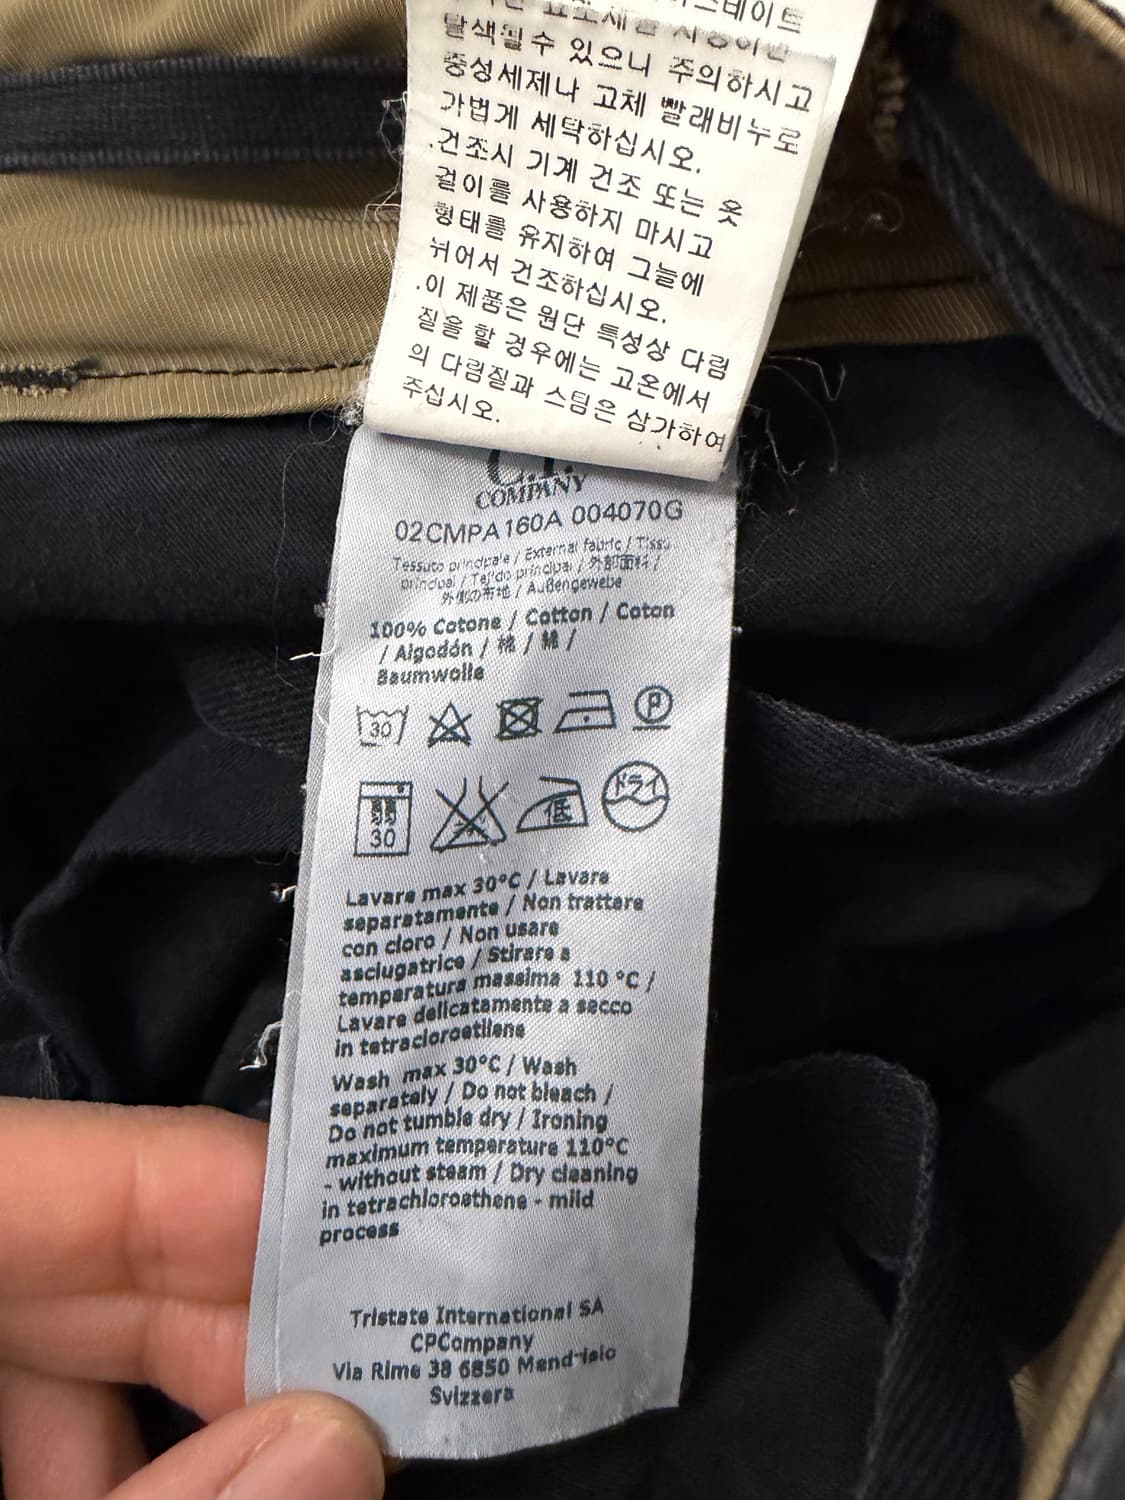 스테이트
탈색될수 있으니 주의하시고
중성세제나 고체 빨래비누로
가볍게 세탁하십시오.
.건조시 기계 건조 또는 옷
걸이를 사용하지 마시고
형태를 유지하여 그늘에
뉘어서 건조하십시오.
.이 제품은 원단 특성상 다림
질을 할 경우에는 고온에서
의 다림질과 스팀은 삼가하여
주십시오.
C.P.
COMPANY
02CMPA160A 004070G
Tessuto principale / External fabric / Tissu
principal / Tejido principal / 外部面料 /
外側の布地 / Außengewebe
100% Cotone / Cotton / Coton
/ Algodón / 棉 / 綿 /
Baumwolle
30 P
30 低 ドライ
Lavare max 30°C / Lavare
separatamente / Non trattare
con cloro / Non usare
asciugatrice / Stirare a
temperatura massima 110 °C /
Lavare delicatamente a secco
in tetracloroetilene
Wash max 30°C / Wash
separately / Do not bleach /
Do not tumble dry / Ironing
maximum temperature 110°C
- without steam / Dry cleaning
in tetrachloroethene - mild
process
Tristate International SA
CPCompany
Via Rime 38 6850 Mendrisio
Svizzera